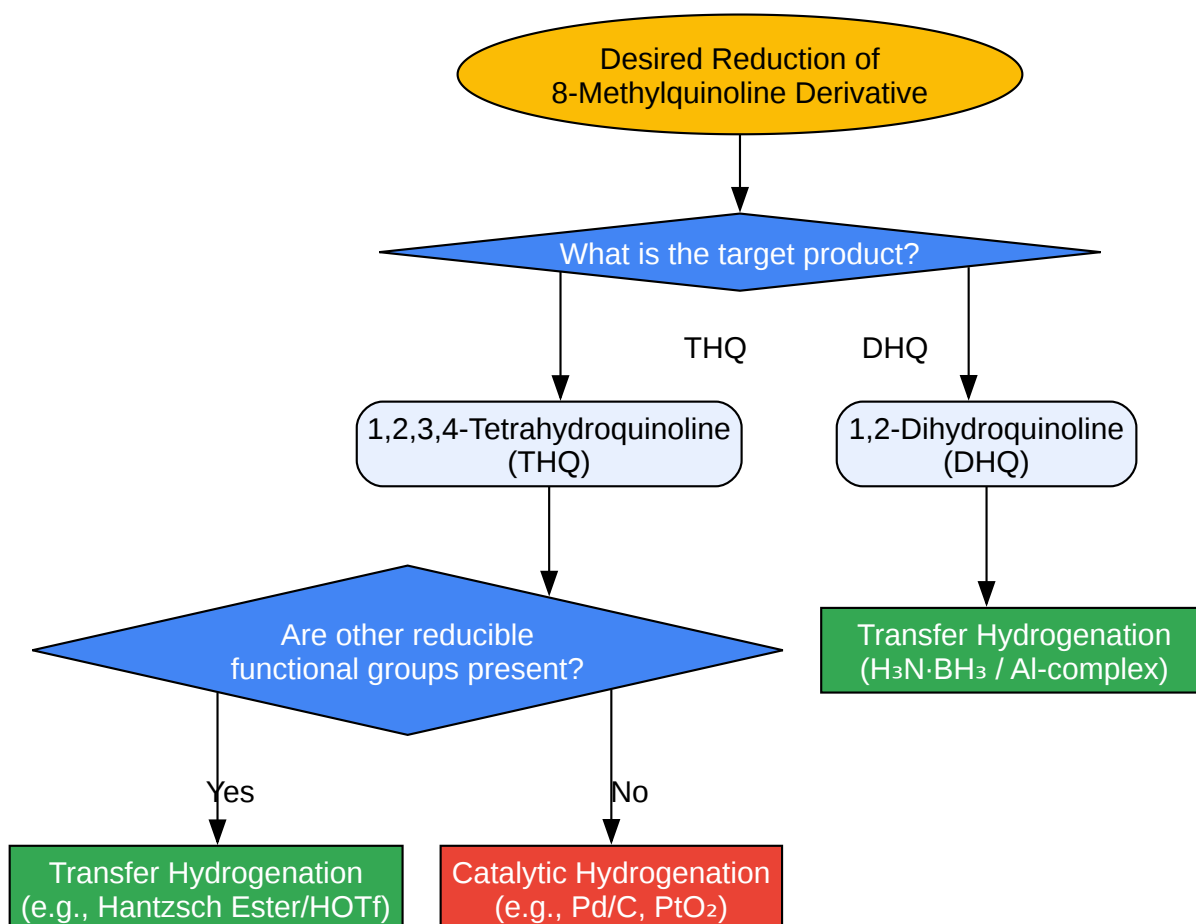 Desired Reduction of
8-Methylquinoline Derivative
What is the target product?
THQ
DHQ
1,2,3,4-Tetrahydroquinoline
(THQ)
1,2-Dihydroquinoline
(DHQ)
Are other reducible
functional groups present?
Transfer Hydrogenation
(H₃N·BH₃ / Al-complex)
Yes
No
Transfer Hydrogenation
(e.g., Hantzsch Ester/HOTf)
Catalytic Hydrogenation
(e.g., Pd/C, PtO₂)